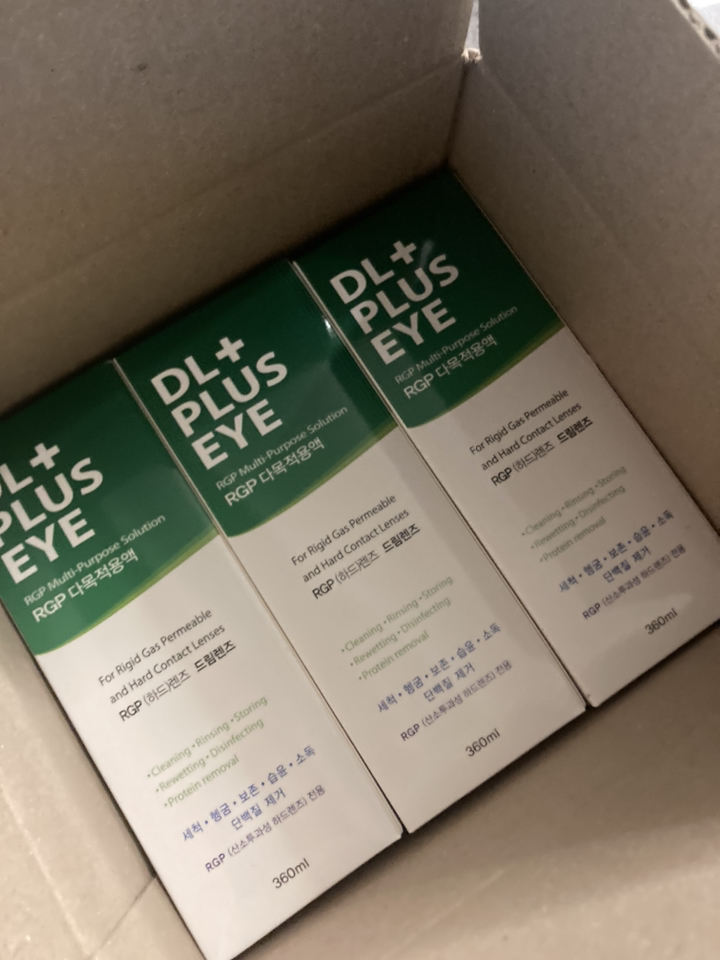 DL+
PLUS
EYE
RGP Multi-Purpose Solution
RGP 다목적용액
For Rigid Gas Permeable
and Hard Contact Lenses
RGP (하드)렌즈 드림렌즈
•Cleaning •Rinsing •Storing
•Rewetting •Disinfecting
•Protein removal
세척 • 헹굼 • 보존 • 습윤 • 소독
단백질 제거
RGP (산소투과성 하드렌즈) 전용
360ml
DL+
PLUS
EYE
RGP Multi-Purpose Solution
RGP 다목적용액
For Rigid Gas Permeable
and Hard Contact Lenses
RGP (하드)렌즈 드림렌즈
•Cleaning •Rinsing •Storing
•Rewetting •Disinfecting
•Protein removal
세척 • 헹굼 • 보존 • 습윤 • 소독
단백질 제거
RGP (산소투과성 하드렌즈) 전용
360ml
DL+
PLUS
EYE
RGP Multi-Purpose Solution
RGP 다목적용액
For Rigid Gas Permeable
and Hard Contact Lenses
RGP (하드)렌즈 드림렌즈
•Cleaning •Rinsing •Storing
•Rewetting •Disinfecting
•Protein removal
세척 • 헹굼 • 보존 • 습윤 • 소독
단백질 제거
RGP (산소투과성 하드렌즈) 전용
360ml